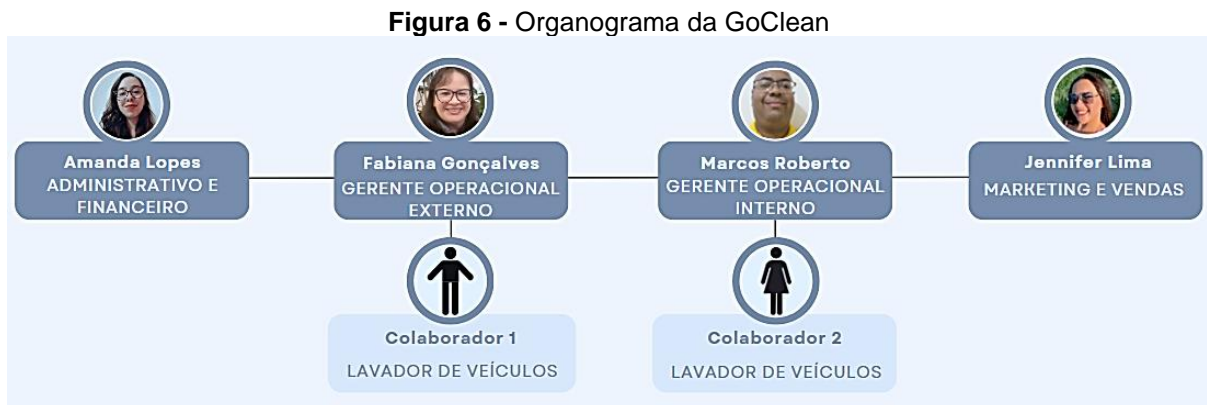 Figura 6 - Organograma da GoClean
Amanda Lopes
ADMINISTRATIVO E
FINANCEIRO
Fabiana Gonçalves
GERENTE OPERACIONAL
EXTERNO
Marcos Roberto
GERENTE OPERACIONAL
INTERNO
Jennifer Lima
MARKETING E VENDAS
Colaborador 1
LAVADOR DE VEÍCULOS
Colaborador 2
LAVADOR DE VEÍCULOS